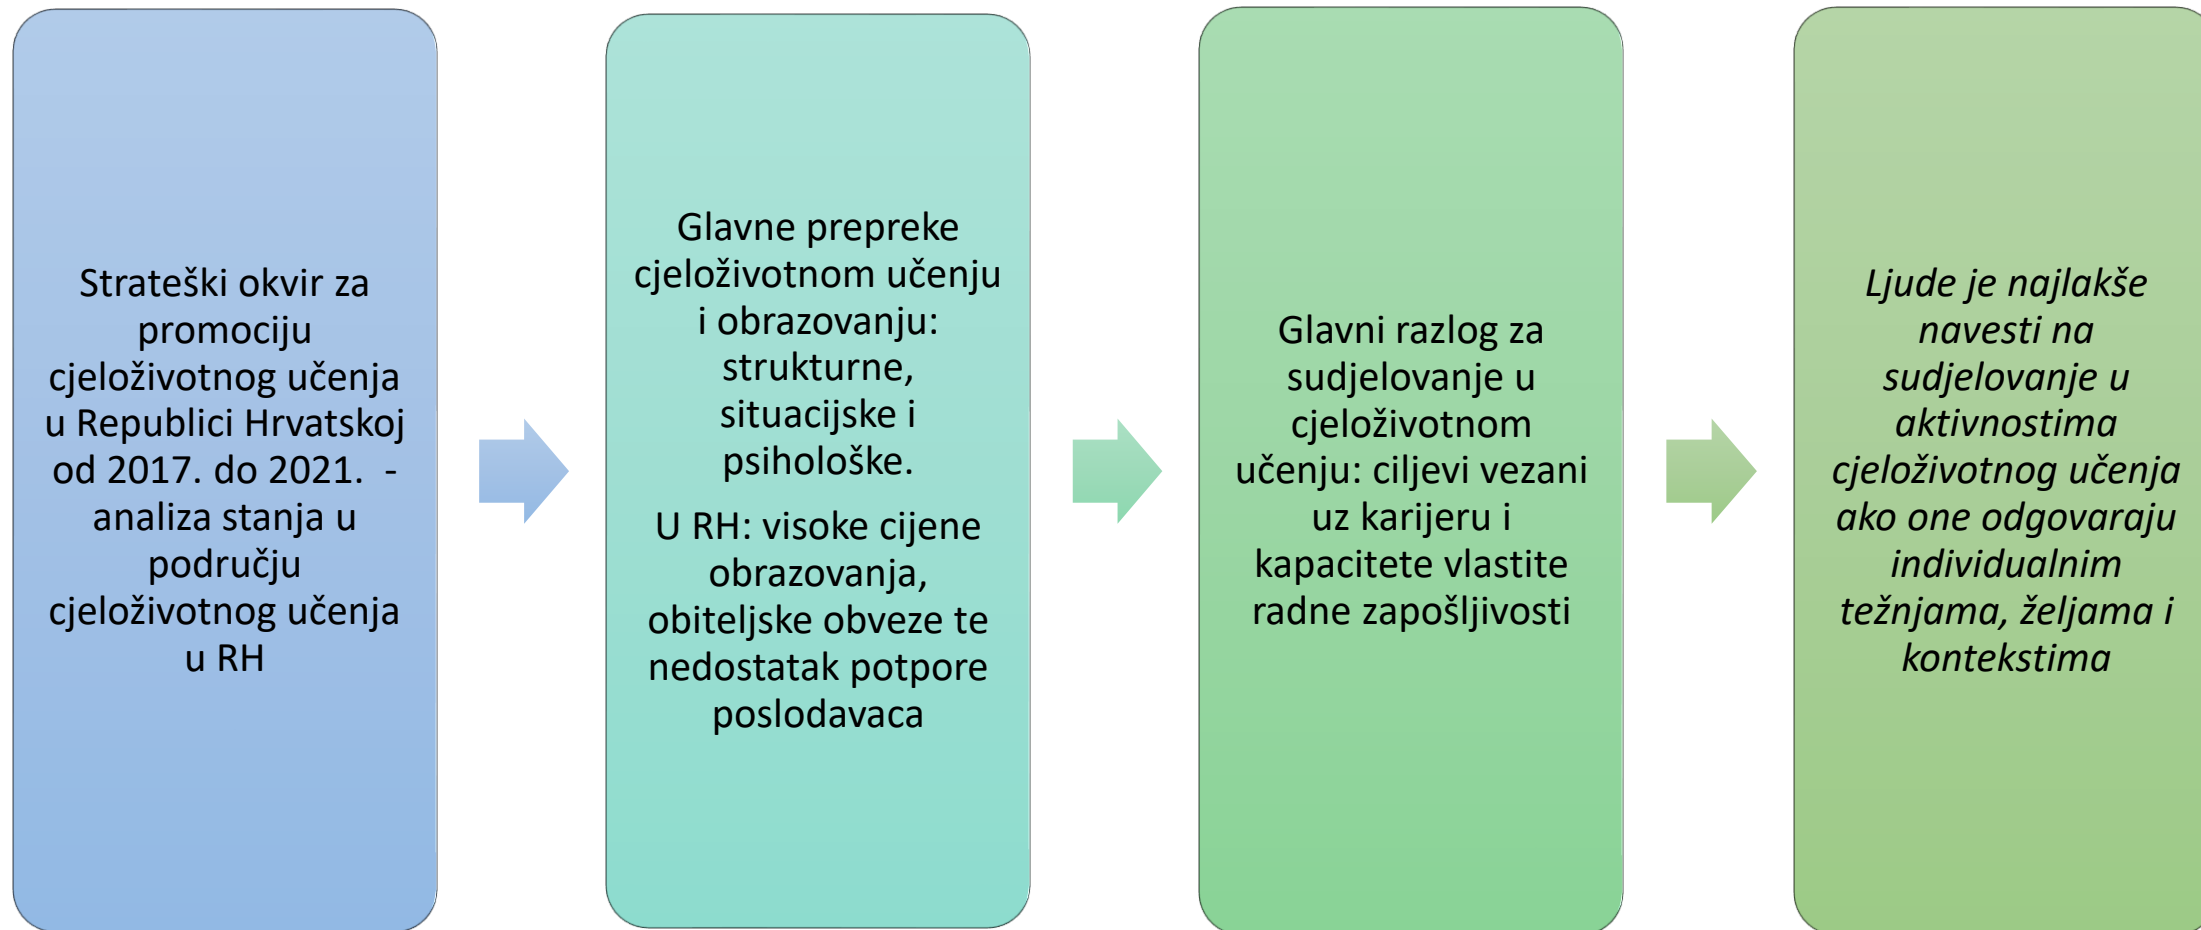 Strateški okvir za
promociju
cjeloživotnog učenja
u Republici Hrvatskoj
od 2017. do 2021.  -
analiza stanja u
području
cjeloživotnog učenja
u RH
Glavne prepreke
cjeloživotnom učenju
i obrazovanju:
strukturne,
situacijske i
psihološke.
U RH: visoke cijene
obrazovanja,
obiteljske obveze te
nedostatak potpore
poslodavaca
Glavni razlog za
sudjelovanje u
cjeloživotnom
učenju: ciljevi vezani
uz karijeru i
kapacitete vlastite
radne zapošljivosti
Ljude je najlakše
navesti na
sudjelovanje u
aktivnostima
cjeloživotnog učenja
ako one odgovaraju
individualnim
težnjama, željama i
kontekstima